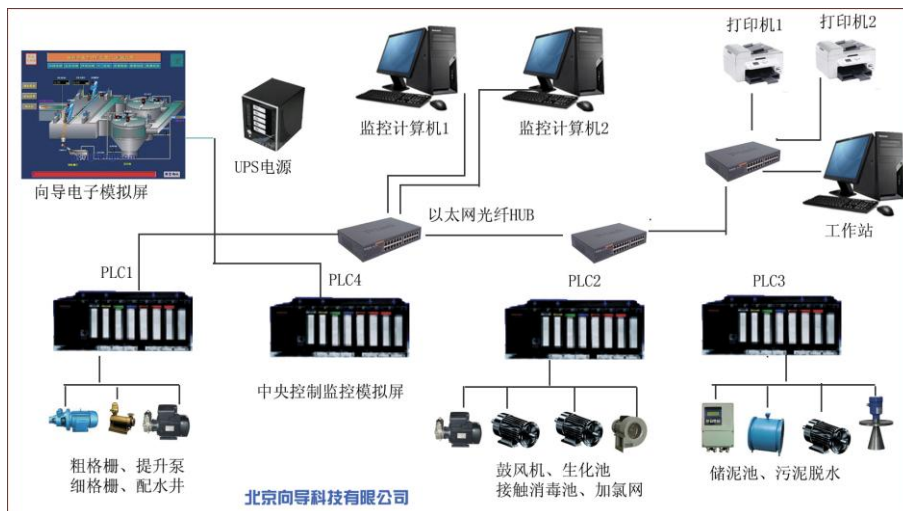 打印机1
打印机2
监控计算机1
监控计算机2
UPS电源
向导电子模拟屏
以太网光纤HUB
工作站
PLC1
PLC4
PLC2
PLC3
中央控制监控模拟屏
粗格栅、提升泵
细格栅、配水井
鼓风机、生化池
接触消毒池、加氯网
储泥池、污泥脱水
北京向导科技有限公司